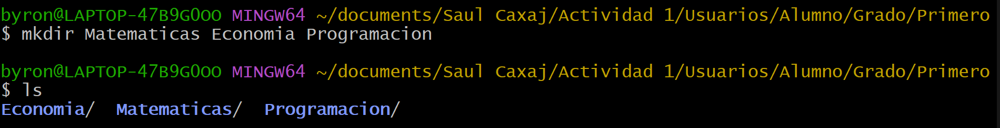 byron@LAPTOP-47B9G0OO MINGW64 ~/documents/Saul Caxaj/Actividad 1/Usuarios/Alumno/Grado/Primero
$ mkdir Matematicas Economia Programacion
byron@LAPTOP-47B9G0OO MINGW64 ~/documents/Saul Caxaj/Actividad 1/Usuarios/Alumno/Grado/Primero
$ ls
Economia/  Matematicas/  Programacion/